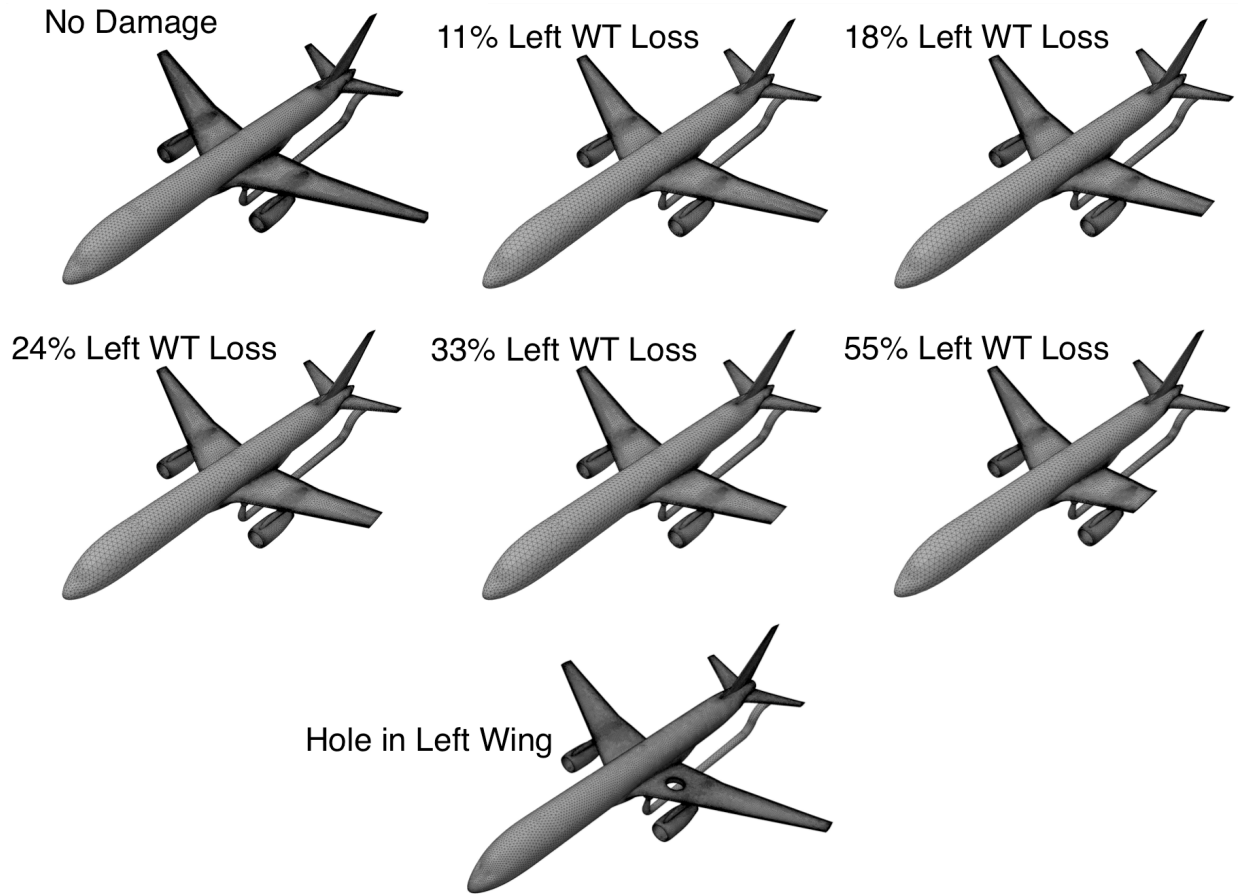 No Damage
11% Left WT Loss
18% Left WT Loss
24% Left WT Loss
33% Left WT Loss
55% Left WT Loss
Hole in Left Wing